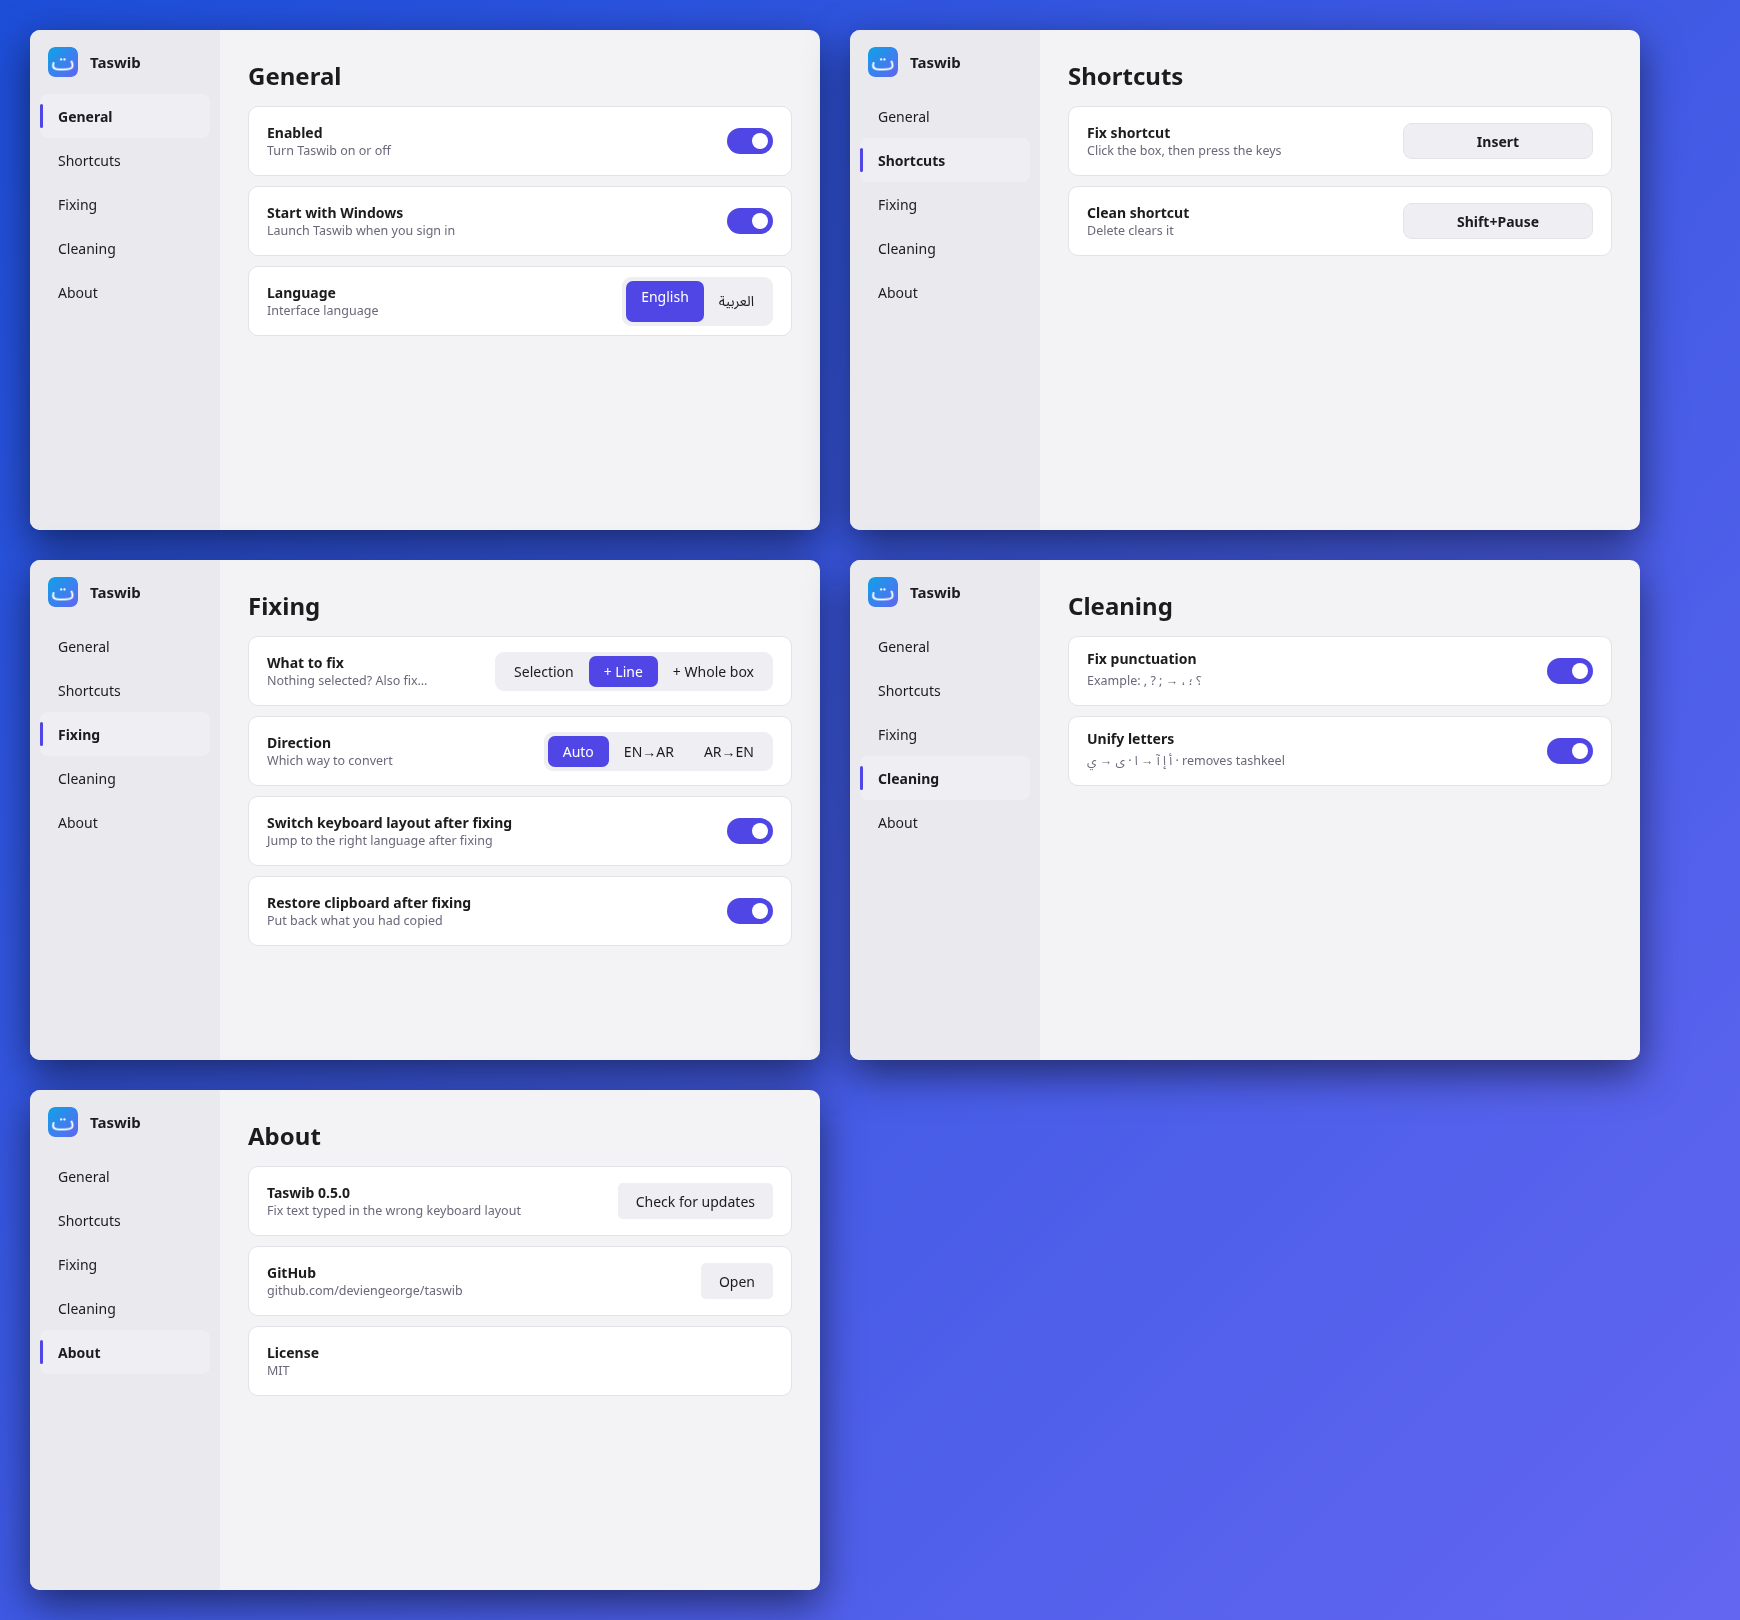 Taswib
General
Shortcuts
Fixing
Cleaning
About
General
Enabled
Turn Taswib on or off
Start with Windows
Launch Taswib when you sign in
Language
Interface language
English
العربية
Taswib
General
Shortcuts
Fixing
Cleaning
About
Shortcuts
Fix shortcut
Click the box, then press the keys
Insert
Clean shortcut
Delete clears it
Shift+Pause
Taswib
General
Shortcuts
Fixing
Cleaning
About
Fixing
What to fix
Nothing selected? Also fix...
Selection
+ Line
+ Whole box
Direction
Which way to convert
Auto
EN→AR
AR→EN
Switch keyboard layout after fixing
Jump to the right language after fixing
Restore clipboard after fixing
Put back what you had copied
Taswib
General
Shortcuts
Fixing
Cleaning
About
Cleaning
Fix punctuation
Example: , ? ; → ، ؛ ؟
Unify letters
أ إ آ → ا · ى → ي · removes tashkeel
Taswib
General
Shortcuts
Fixing
Cleaning
About
About
Taswib 0.5.0
Fix text typed in the wrong keyboard layout
Check for updates
GitHub
github.com/deviengeorge/taswib
Open
License
MIT